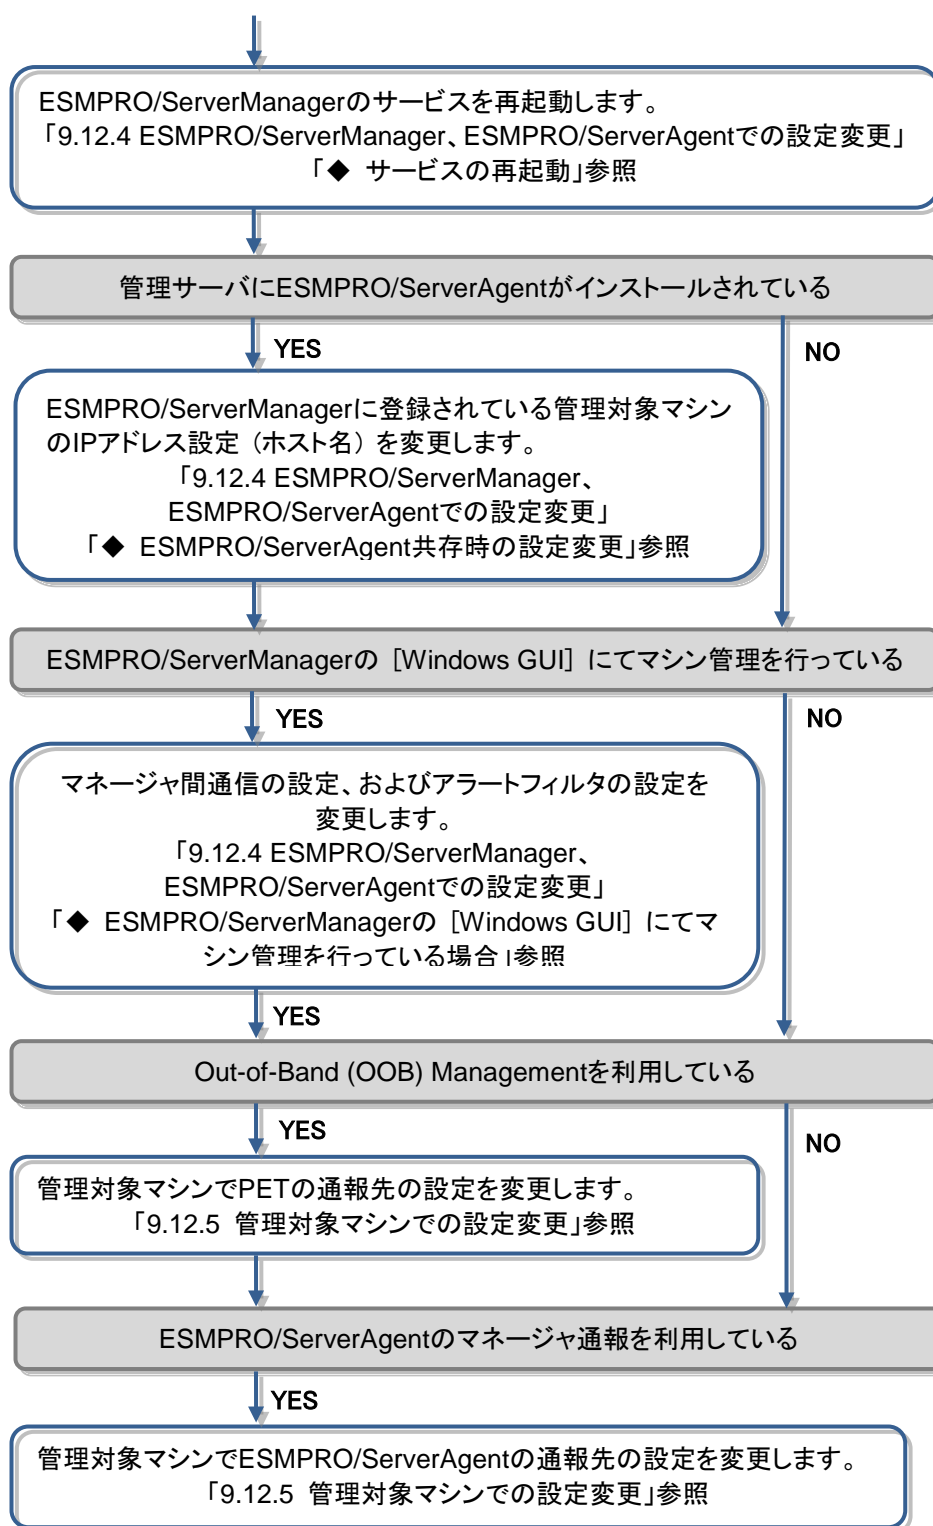 ESMPRO/ServerManagerのサービスを再起動します。
「9.12.4 ESMPRO/ServerManager、ESMPRO/ServerAgentでの設定変更」
「◆ サービスの再起動」参照
管理サーバにESMPRO/ServerAgentがインストールされている
YES
NO
ESMPRO/ServerManagerに登録されている管理対象マシン
のIPアドレス設定（ホスト名）を変更します。
「9.12.4 ESMPRO/ServerManager、
ESMPRO/ServerAgentでの設定変更」
「◆ ESMPRO/ServerAgent共存時の設定変更」参照
ESMPRO/ServerManagerの［Windows GUI］にてマシン管理を行っている
YES
NO
マネージャ間通信の設定、およびアラートフィルタの設定を
変更します。
「9.12.4 ESMPRO/ServerManager、
ESMPRO/ServerAgentでの設定変更」
「◆ ESMPRO/ServerManagerの［Windows GUI］にてマ
シン管理を行っている場合」参照
YES
Out-of-Band (OOB) Managementを利用している
YES
NO
管理対象マシンでPETの通報先の設定を変更します。
「9.12.5 管理対象マシンでの設定変更」参照
ESMPRO/ServerAgentのマネージャ通報を利用している
YES
管理対象マシンでESMPRO/ServerAgentの通報先の設定を変更します。
「9.12.5 管理対象マシンでの設定変更」参照